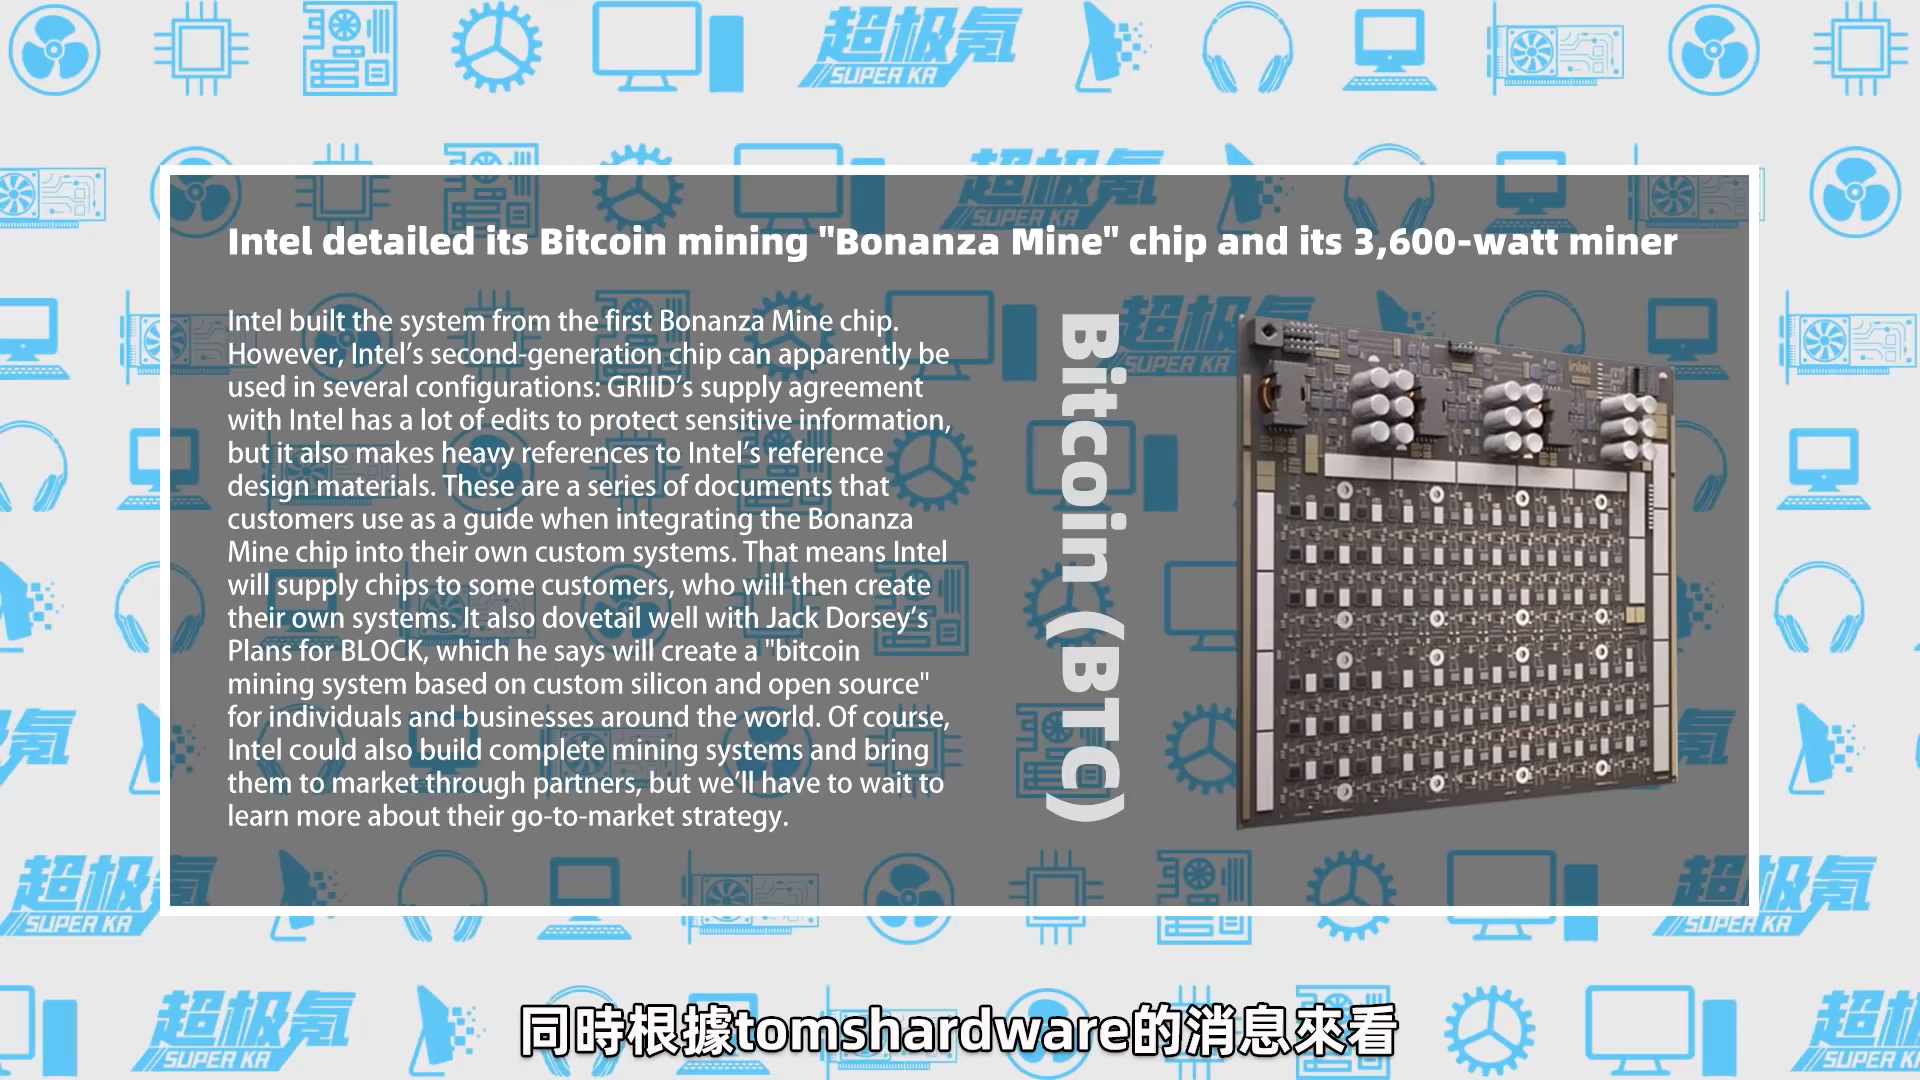 超极氪
SUPER KR
Intel detailed its Bitcoin mining "Bonanza Mine" chip and its 3,600-watt miner
Intel built the system from the first Bonanza Mine chip.
However, Intel’s second-generation chip can apparently be
used in several configurations: GRIID’s supply agreement
with Intel has a lot of edits to protect sensitive information,
but it also makes heavy references to Intel’s reference
design materials. These are a series of documents that
customers use as a guide when integrating the Bonanza
Mine chip into their own custom systems. That means Intel
will supply chips to some customers, who will then create
their own systems. It also dovetail well with Jack Dorsey’s
Plans for BLOCK, which he says will create a "bitcoin
mining system based on custom silicon and open source"
for individuals and businesses around the world. Of course,
Intel could also build complete mining systems and bring
them to market through partners, but we’ll have to wait to
learn more about their go-to-market strategy.
Bitcoin (BTC)
intel
同時根據tomshardware的消息來看